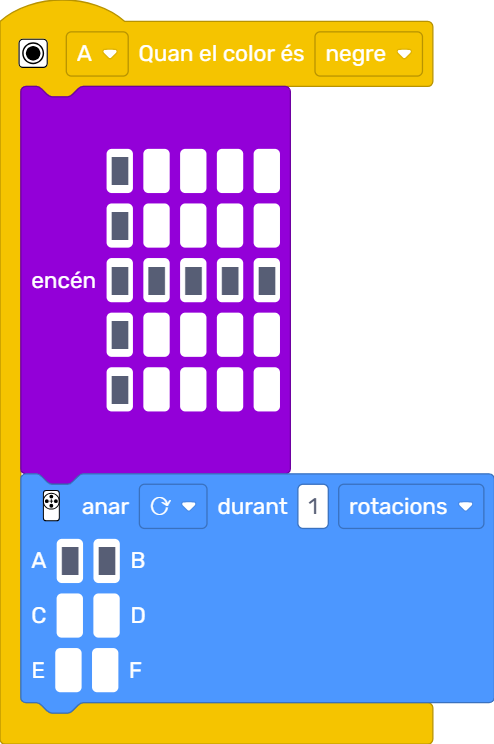 A Quan el color és negre
encén
anar durant 1 rotacions
A B
C D
E F